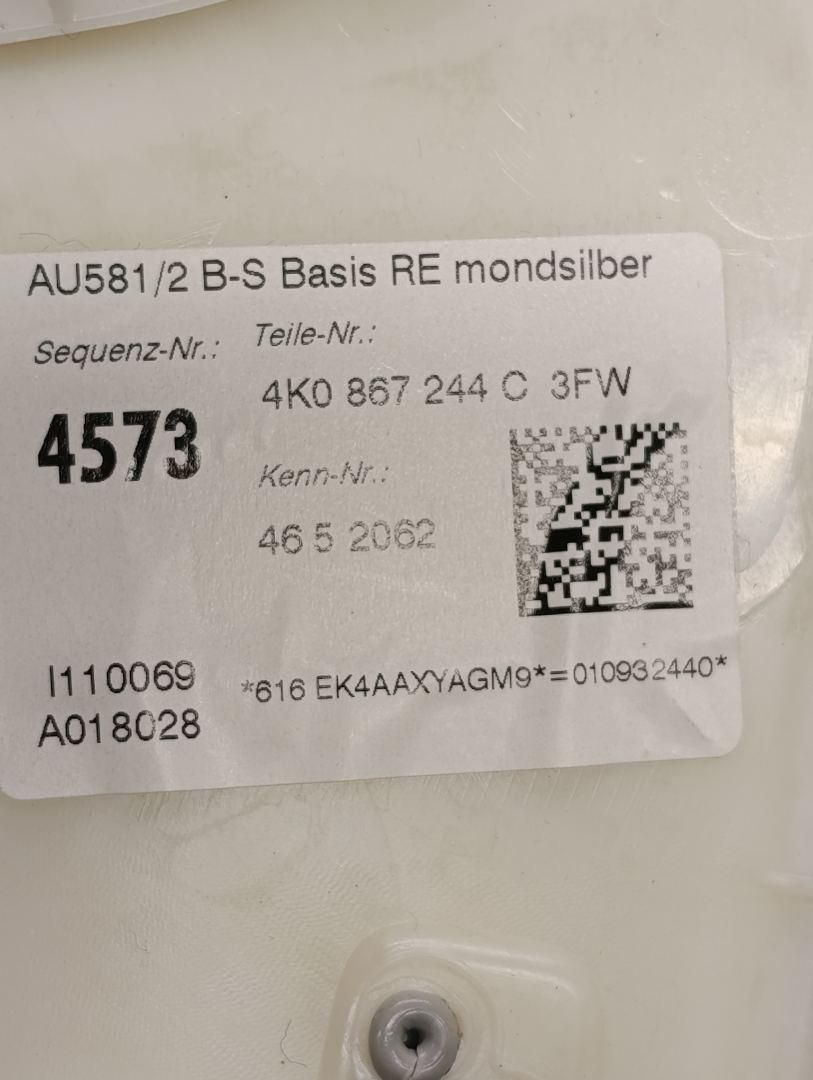 AU581/2 B-S Basis RE mondsilber
Sequenz-Nr.: Teile-Nr.:
4K0 867 244 C 3FW
4573
Kenn-Nr.:
46 5 2062
I110069
*616 EK4AAXYAGM9*=010932440*
A018028